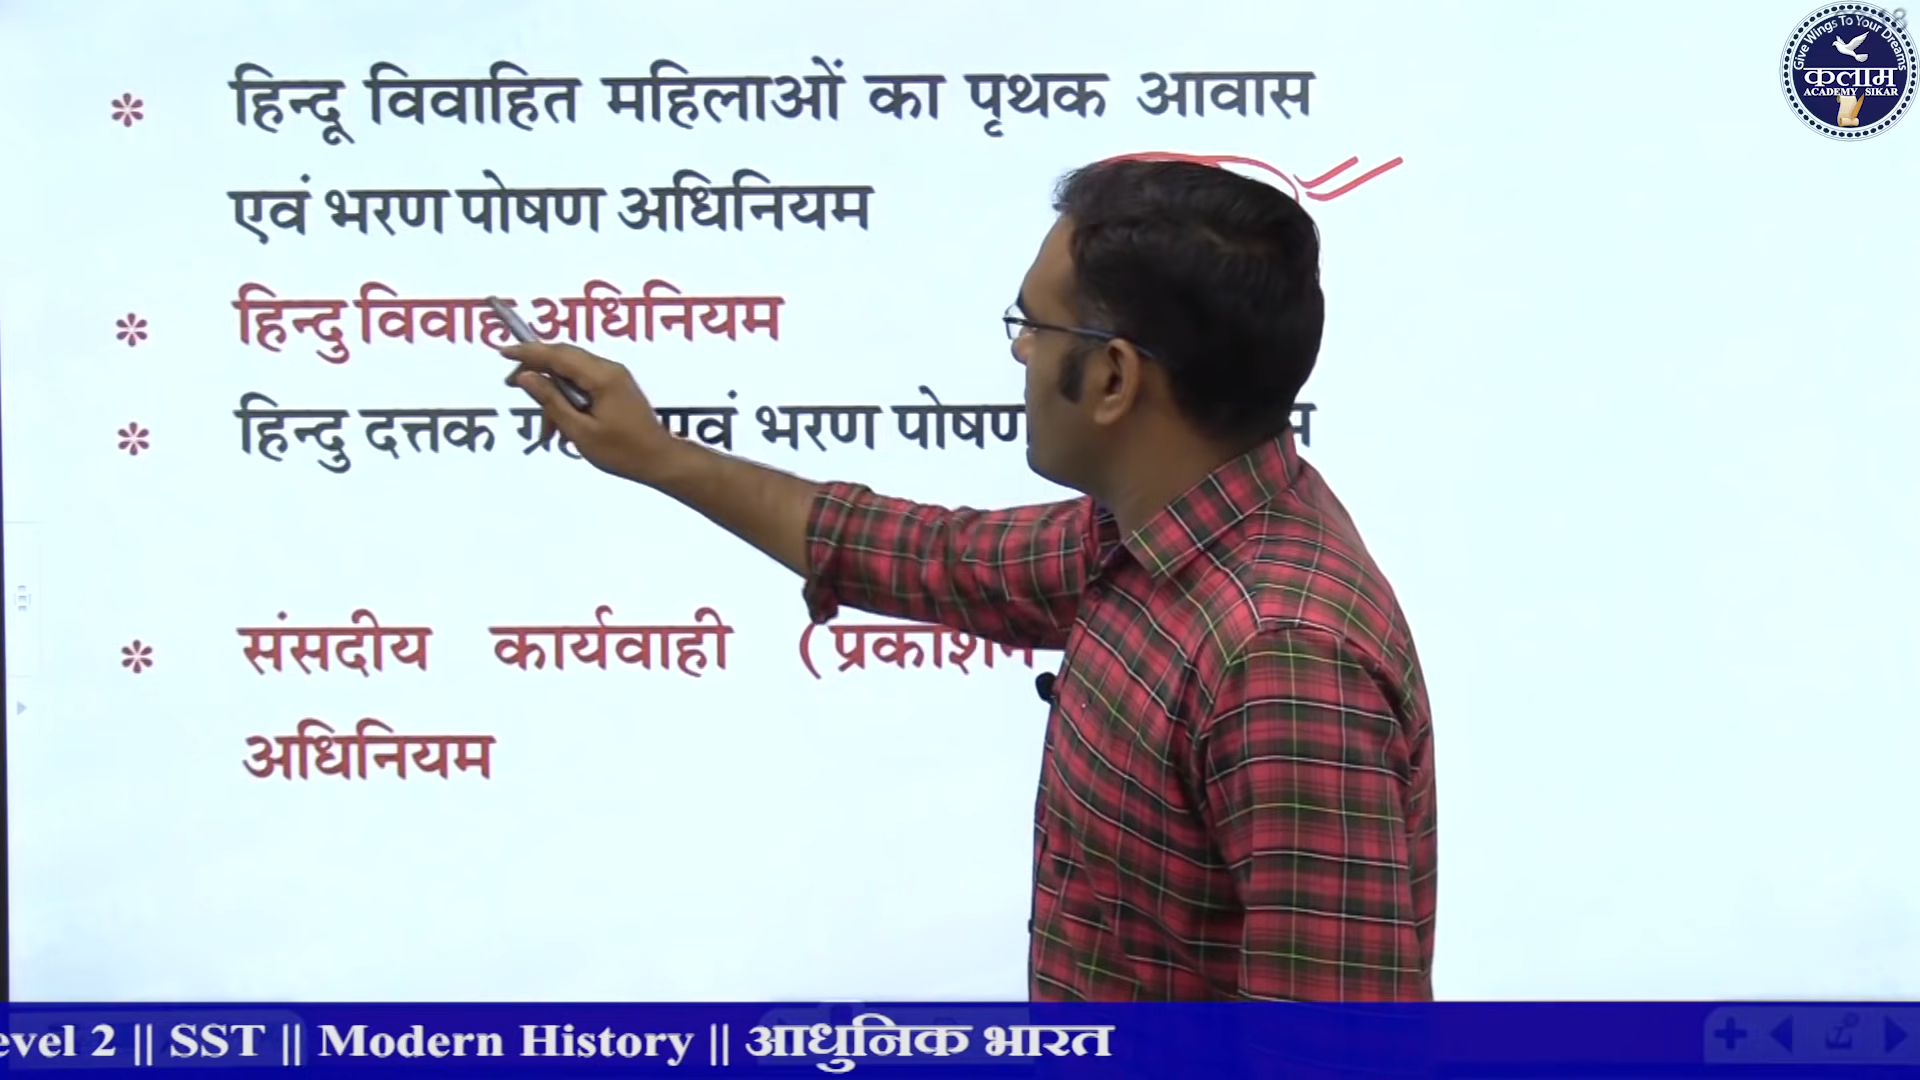 हिन्दू विवाहित महिलाओं का पृथक आवास
एवं भरण पोषण अधिनियम
हिन्दु विवाह अधिनियम
हिन्दु दत्तक एवं भरण पोषण
संसदीय कार्यवाही (प्रकाशन
अधिनियम
Give Wings To Your Dreams
कलाम
ACADEMY SIKAR
evel 2 || SST || Modern History || आधुनिक भारत